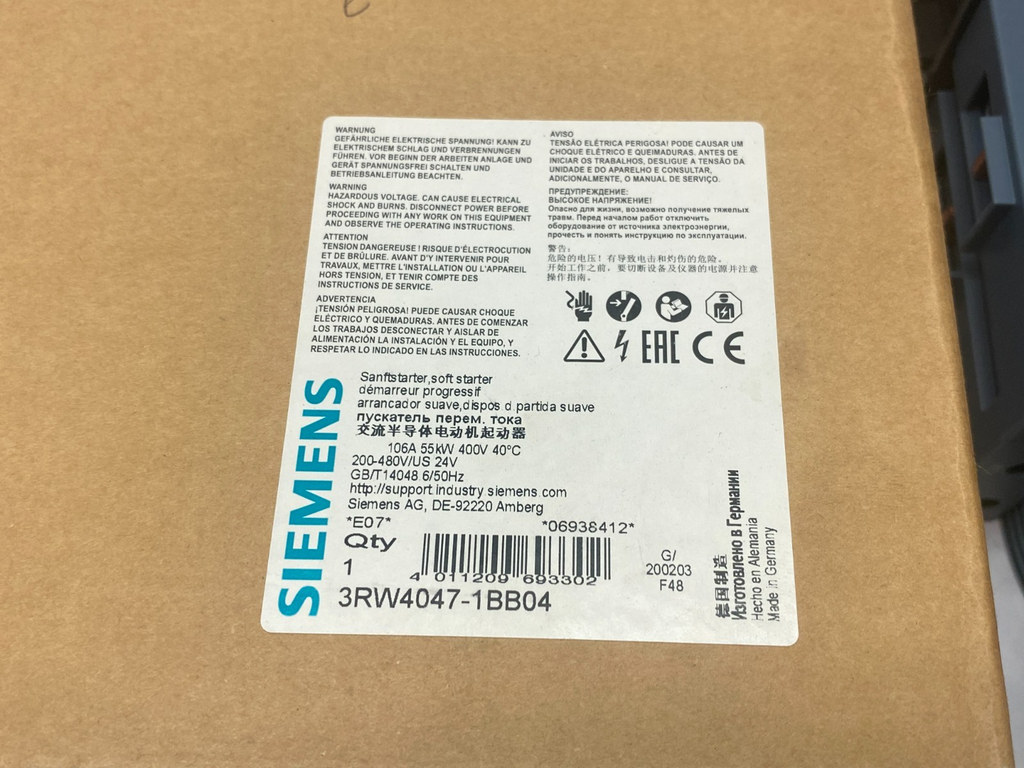 WARNUNG
GEFÄHRLICHE ELEKTRISCHE SPANNUNG! KANN ZU
ELEKTRISCHEM SCHLAG UND VERBRENNUNGEN
FÜHREN. VOR BEGINN DER ARBEITEN ANLAGE UND
GERÄT SPANNUNGSFREI SCHALTEN UND
BETRIEBSANLEITUNG BEACHTEN.
WARNING
HAZARDOUS VOLTAGE. CAN CAUSE ELECTRICAL
SHOCK AND BURNS. DISCONNECT POWER BEFORE
PROCEEDING WITH ANY WORK ON THIS EQUIPMENT
AND OBSERVE THE OPERATING INSTRUCTIONS.
ATTENTION
TENSION DANGEREUSE ! RISQUE D'ÉLECTROCUTION
ET DE BRÛLURE. AVANT D'Y INTERVENIR POUR
TRAVAUX, METTRE L'INSTALLATION OU L'APPAREIL
HORS TENSION, ET TENIR COMPTE DES
INSTRUCTIONS DE SERVICE.
ADVERTENCIA
¡TENSIÓN PELIGROSA! PUEDE CAUSAR CHOQUE
ELÉCTRICO Y QUEMADURAS. ANTES DE COMENZAR
LOS TRABAJOS DESCONECTAR Y AISLAR DE
ALIMENTACIÓN LA INSTALACIÓN Y EL EQUIPO, Y
RESPETAR LO INDICADO EN LAS INSTRUCCIONES.
AVISO
TENSÃO ELÉTRICA PERIGOSA! PODE CAUSAR UM
CHOQUE ELÉTRICO E QUEIMADURAS. ANTES DE
INICIAR OS TRABALHOS, DESLIGUE A TENSÃO DA
UNIDADE E DO APARELHO E CONSULTAR,
ADICIONALMENTE, O MANUAL DE SERVIÇO.
ПРЕДУПРЕЖДЕНИЕ:
ВЫСОКОЕ НАПРЯЖЕНИЕ!
Опасно для жизни, возможно получение тяжелых
травм. Перед началом работ отключить
оборудование от источника электроэнергии,
прочесть и понять инструкцию по эксплуатации.
警告:
危险的电压! 有导致电击和灼伤的危险。
开始工作之前, 要切断设备及仪器的电源并注意
操作指南。
EAC CE
SIEMENS
Sanftstarter,soft starter
démarreur progressif
arrancador suave,dispos d partida suave
пускатель перем. тока
交流半导体电动机起动器
106A 55kW 400V 40°C
200-480V/US 24V
GB/T14048 6/50Hz
http://support.industry siemens.com
Siemens AG, DE-92220 Amberg
*E07* *06938412*
Qty
1
4 011209 693302
3RW4047-1BB04
G/
200203
F48
德国制造
Изготовлено в Германии
Hecho en Alemania
Made in Germany